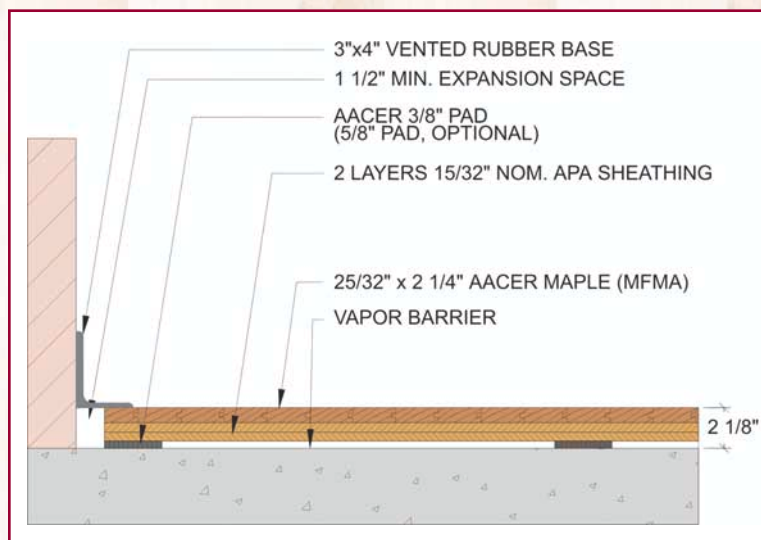 3"x4" VENTED RUBBER BASE
1 1/2" MIN. EXPANSION SPACE
AACER 3/8" PAD
(5/8" PAD, OPTIONAL)
2 LAYERS 15/32" NOM. APA SHEATHING
25/32" x 2 1/4" AACER MAPLE (MFMA)
VAPOR BARRIER
2 1/8"